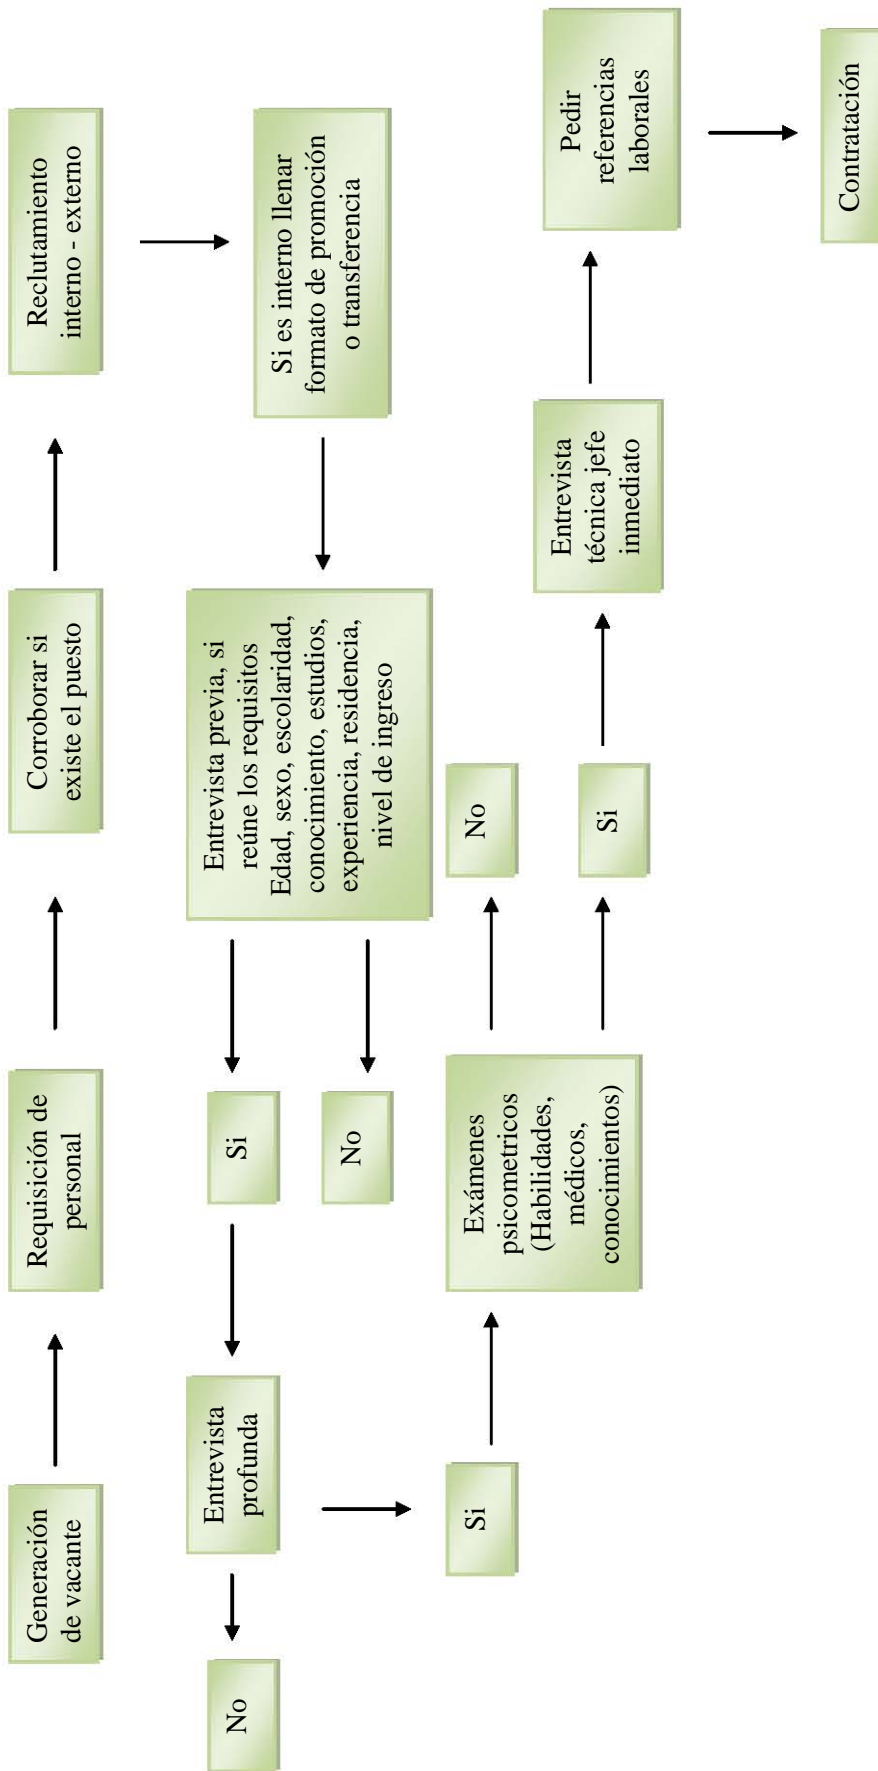 Generación
de vacante
Requisición de
personal
Corroborar si
existe el puesto
Reclutamiento
interno - externo
Si es interno llenar
formato de promoción
o transferencia
Entrevista previa, si
reúne los requisitos
Edad, sexo, escolaridad,
conocimiento, estudios,
experiencia, residencia,
nivel de ingreso
Si
No
Entrevista
profunda
No
Si
Exámenes
psicometricos
(Habilidades,
médicos,
conocimientos)
No
Si
Entrevista
técnica jefe
inmediato
Pedir
referencias
laborales
Contratación